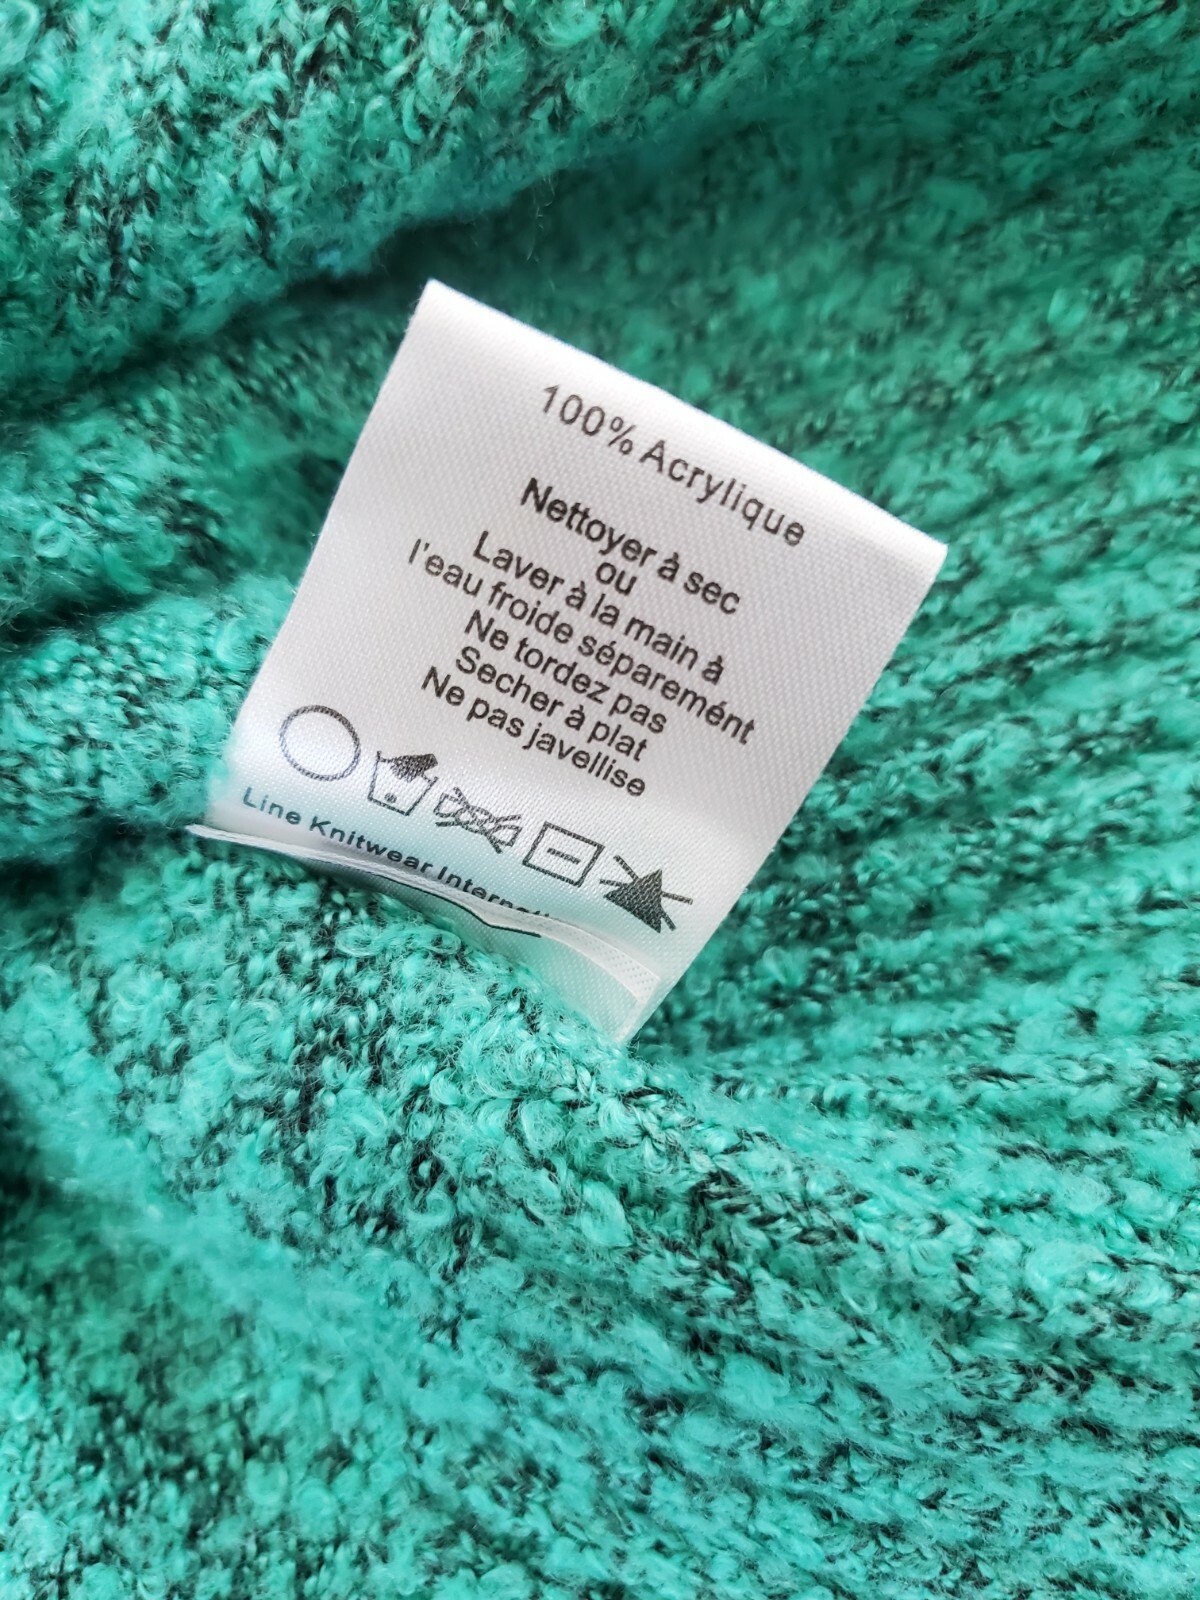 100% Acrylique
Nettoyer à sec
ou
Laver à la main à
l'eau froide séparemént
Ne tordez pas
Secher à plat
Ne pas javellise
Line Knitwear